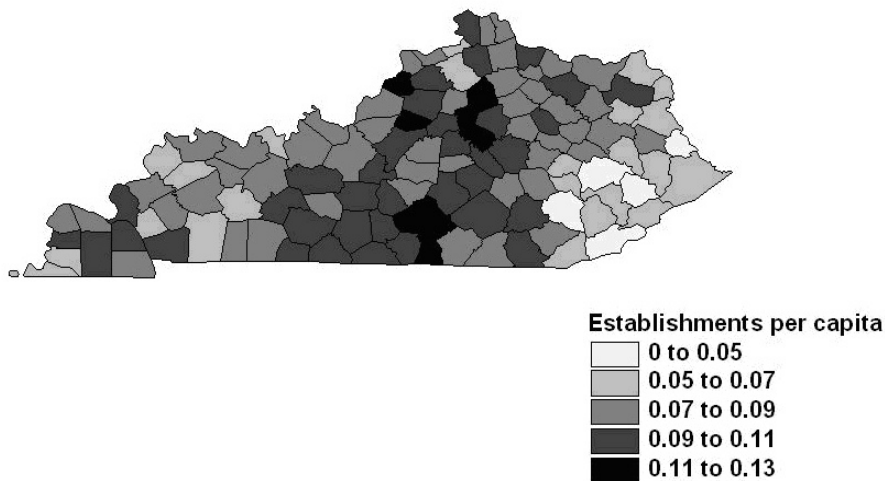 Establishments per capita
0 to 0.05
0.05 to 0.07
0.07 to 0.09
0.09 to 0.11
0.11 to 0.13